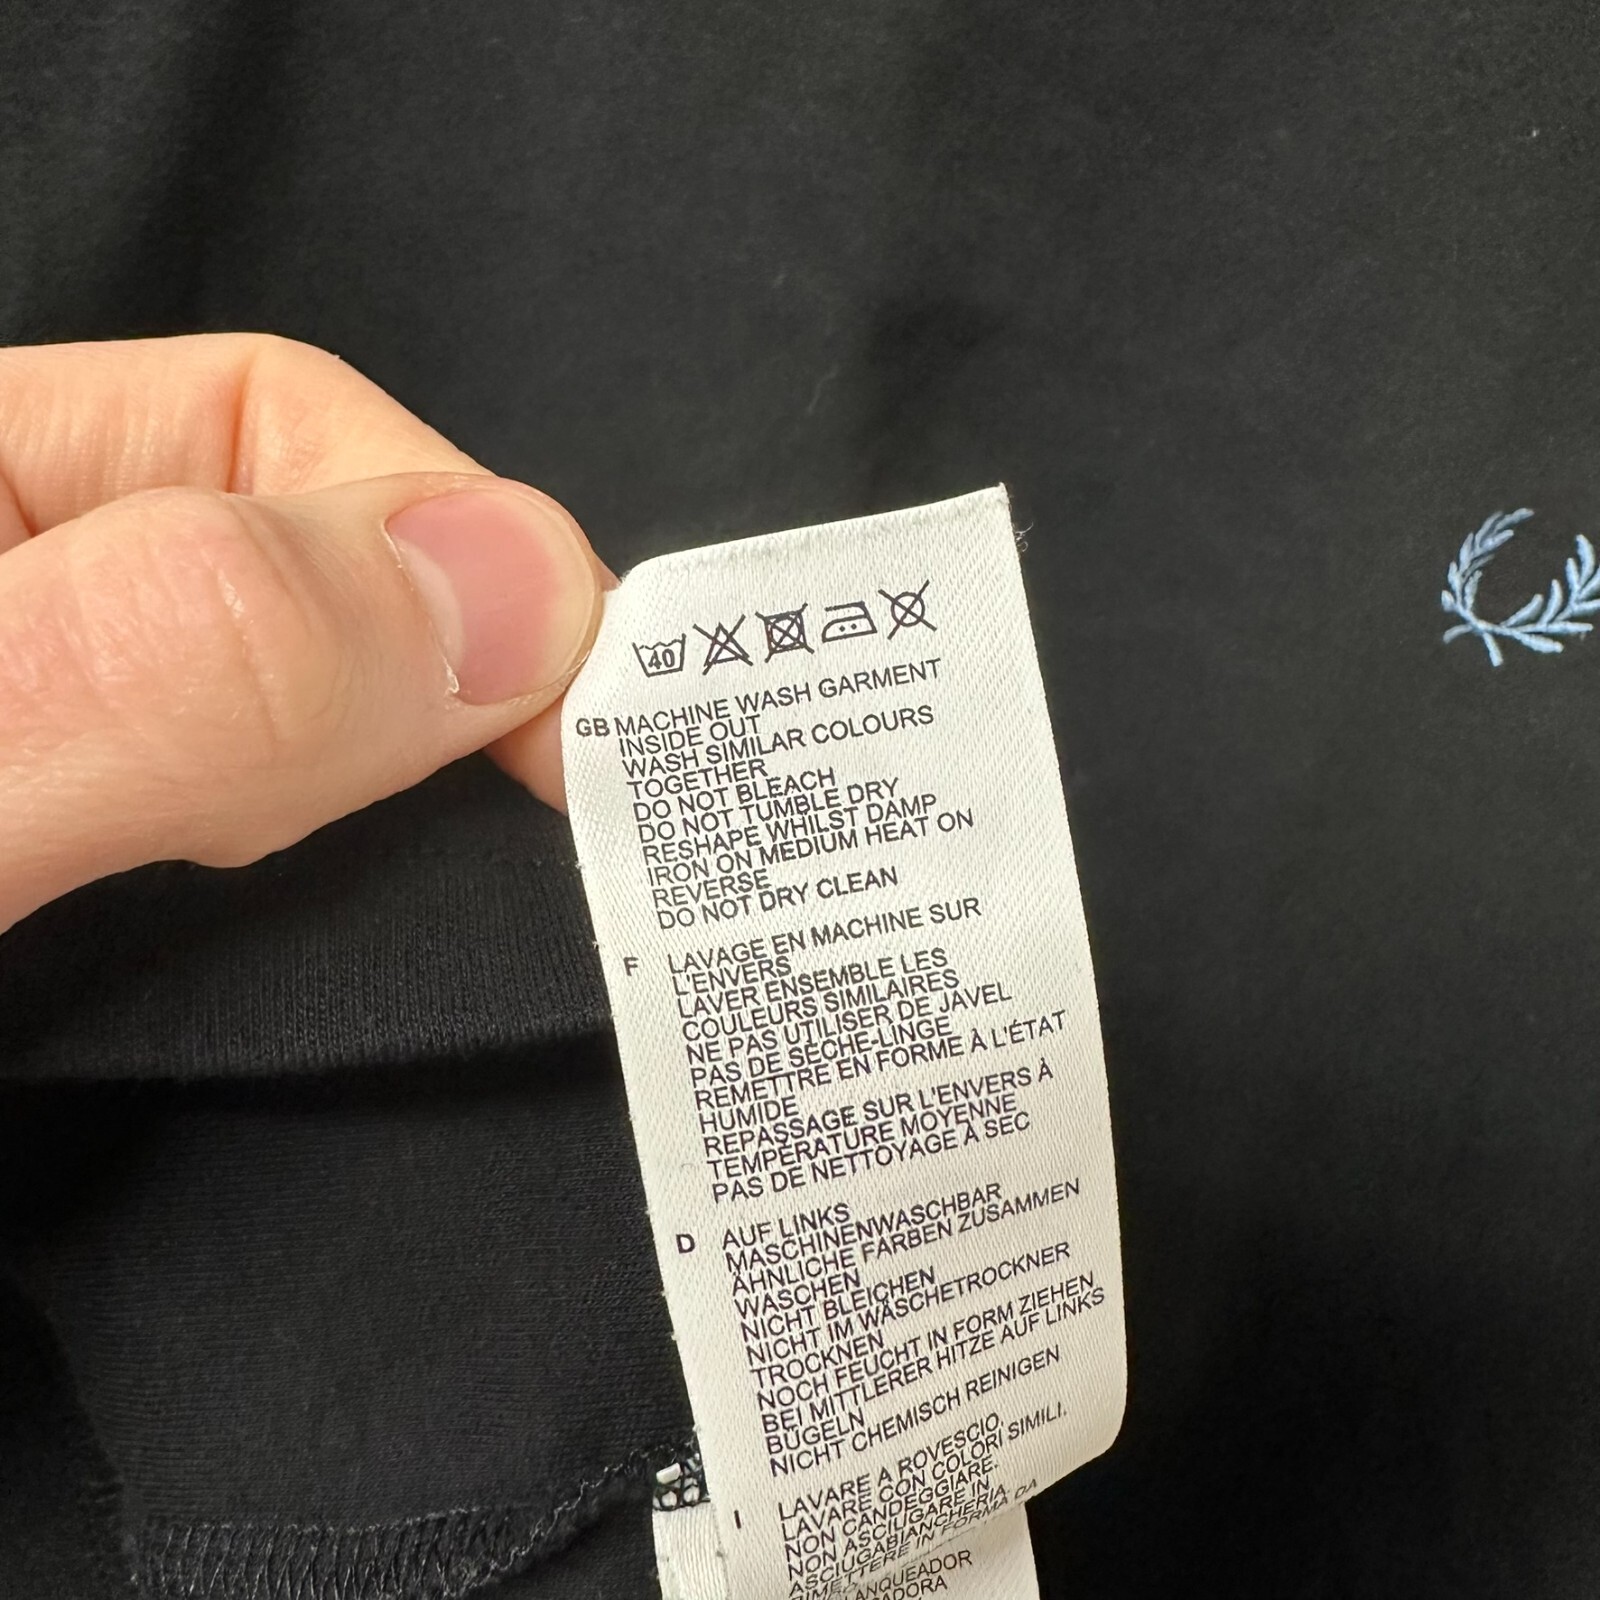 40
GB MACHINE WASH GARMENT
INSIDE OUT
WASH SIMILAR COLOURS
TOGETHER
DO NOT BLEACH
DO NOT TUMBLE DRY
RESHAPE WHILST DAMP
IRON ON MEDIUM HEAT ON
REVERSE
DO NOT DRY CLEAN
F LAVAGE EN MACHINE SUR
L'ENVERS
LAVER ENSEMBLE LES
COULEURS SIMILAIRES
NE PAS UTILISER DE JAVEL
PAS DE SÈCHE-LINGE
REMETTRE EN FORME À L'ÉTAT
HUMIDE
REPASSAGE SUR L'ENVERS À
TEMPÉRATURE MOYENNE
PAS DE NETTOYAGE À SEC
D AUF LINKS
MASCHINENWASCHBAR
ÄHNLICHE FARBEN ZUSAMMEN
WASCHEN
NICHT BLEICHEN
NICHT IM WÄSCHETROCKNER
TROCKNEN
NOCH FEUCHT IN FORM ZIEHEN
BEI MITTLERER HITZE AUF LINKS
BÜGELN
NICHT CHEMISCH REINIGEN
I LAVARE A ROVESCIO.
LAVARE CON COLORI SIMILI.
NON CANDEGGIARE.
NON ASCIUGARE IN
ASCIUGABIANCHERIA
RIMETTERE IN FORMA DA